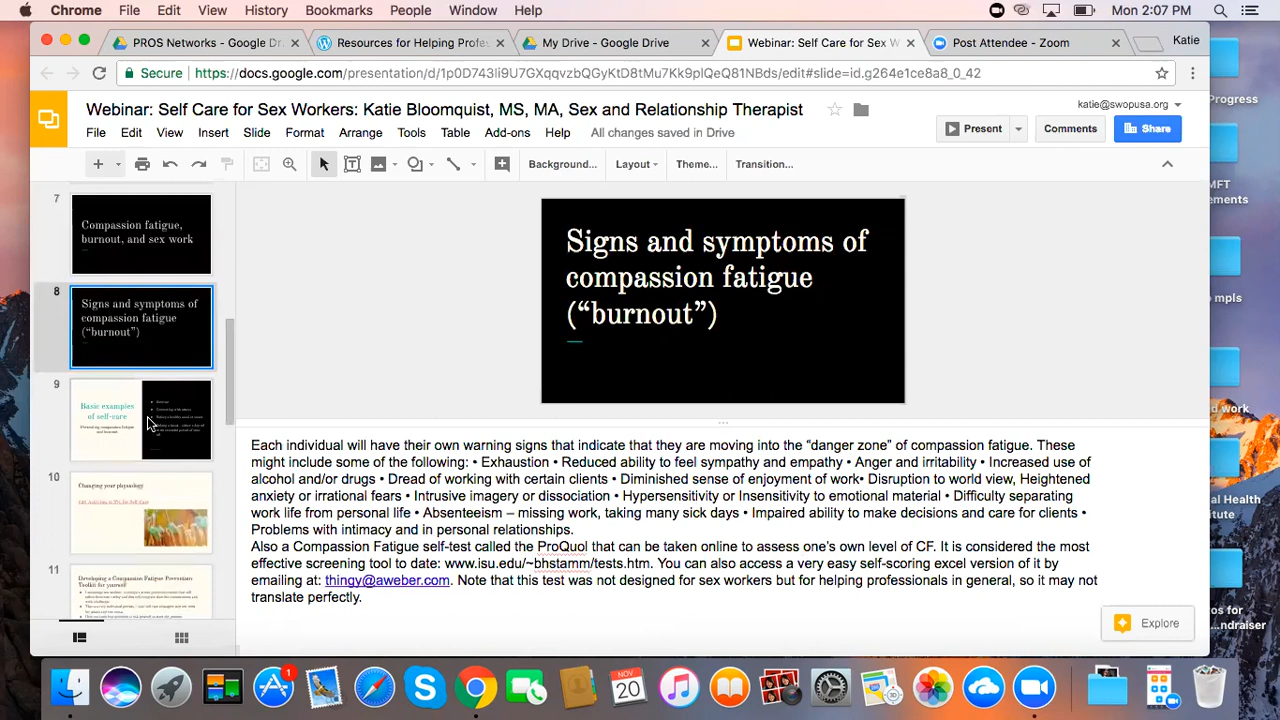 Chrome File Edit View History Bookmarks People Window Help Mon 2:07 PM
PROS Networks - Google Dr
Resources for Helping Profes
My Drive - Google Drive
Webinar: Self Care for Sex W
Post Attendee - Zoom
Katie
Secure https://docs.google.com/presentation/d/1p0D743Ii9U7GXqqvzbQGyKtD8tMu7Kk9plQeQ81NBds/edit#slide=id.g264e1ce8a8_0_42
Webinar: Self Care for Sex Workers: Katie Bloomquist, MS, MA, Sex and Relationship Therapist
katie@swopusa.org
File Edit View Insert Slide Format Arrange Tools Table Addons Help All changes saved in Drive
Present
Comments
Share
Background...
Layout
Theme...
Transition...
7
Compassion fatigue,
burnout, and sex work
8
Signs and symptoms of
compassion fatigue
(“burnout”)
9
Basic examples
of self-care
10
Changing your physiology
11
Developing a Compassion Fatigue Prevention
Toolkit for yourself
Signs and symptoms of
compassion fatigue
(“burnout”)
Each individual will have their own warning signs that indicate that they are moving into the “danger zone” of compassion fatigue. These
might include some of the following: • Exhaustion • Reduced ability to feel sympathy and empathy • Anger and irritability • Increased use of
alcohol and/or drugs • Dread of working with certain clients • Diminished sense of enjoyment of work• Disruption to world view, Heightened
anxiety or irrational fears • Intrusive imagery or dissociation • Hypersensitivity or Insensitivity to emotional material • Difficulty separating
work life from personal life • Absenteeism – missing work, taking many sick days • Impaired ability to make decisions and care for clients •
Problems with intimacy and in personal relationships.
Also a Compassion Fatigue self-test called the ProQuol that can be taken online to assess one’s own level of CF. It is considered the most
effective screening tool to date: www.isu.edu/~bhstamm/tests.htm. You can also access a very easy self-scoring excel version of it by
emailing at: thingy@aweber.com. Note that this test was not designed for sex workers but for helping professionals in general, so it may not
translate perfectly.
Explore
Progress
MFT
ements
o mpls
d work
al Health
titute
os for
...ndraiser
1
NOV
20